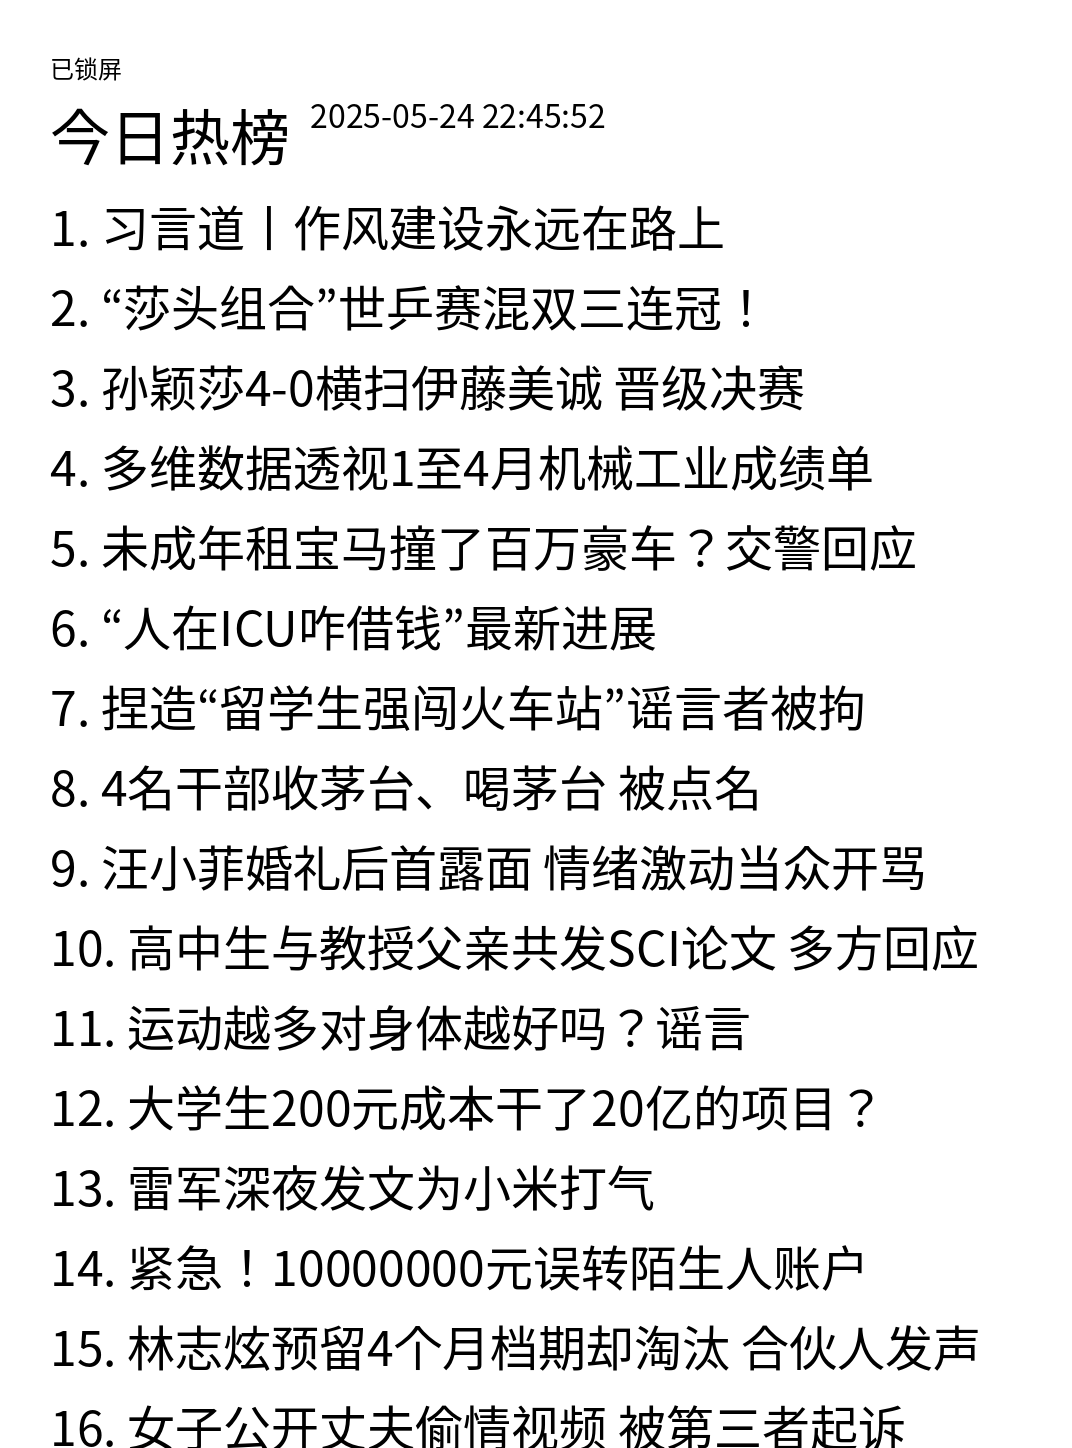 已锁屏
今日热榜 2025-05-24 22:45:52
1. 习言道丨作风建设永远在路上
2. “莎头组合”世乒赛混双三连冠！
3. 孙颖莎4-0横扫伊藤美诚 晋级决赛
4. 多维数据透视1至4月机械工业成绩单
5. 未成年租宝马撞了百万豪车？交警回应
6. “人在ICU咋借钱”最新进展
7. 捏造“留学生强闯火车站”谣言者被拘
8. 4名干部收茅台、喝茅台 被点名
9. 汪小菲婚礼后首露面 情绪激动当众开骂
10. 高中生与教授父亲共发SCI论文 多方回应
11. 运动越多对身体越好吗？谣言
12. 大学生200元成本干了20亿的项目？
13. 雷军深夜发文为小米打气
14. 紧急！10000000元误转陌生人账户
15. 林志炫预留4个月档期却淘汰 合伙人发声
16. 女子公开丈夫偷情视频 被第三者起诉